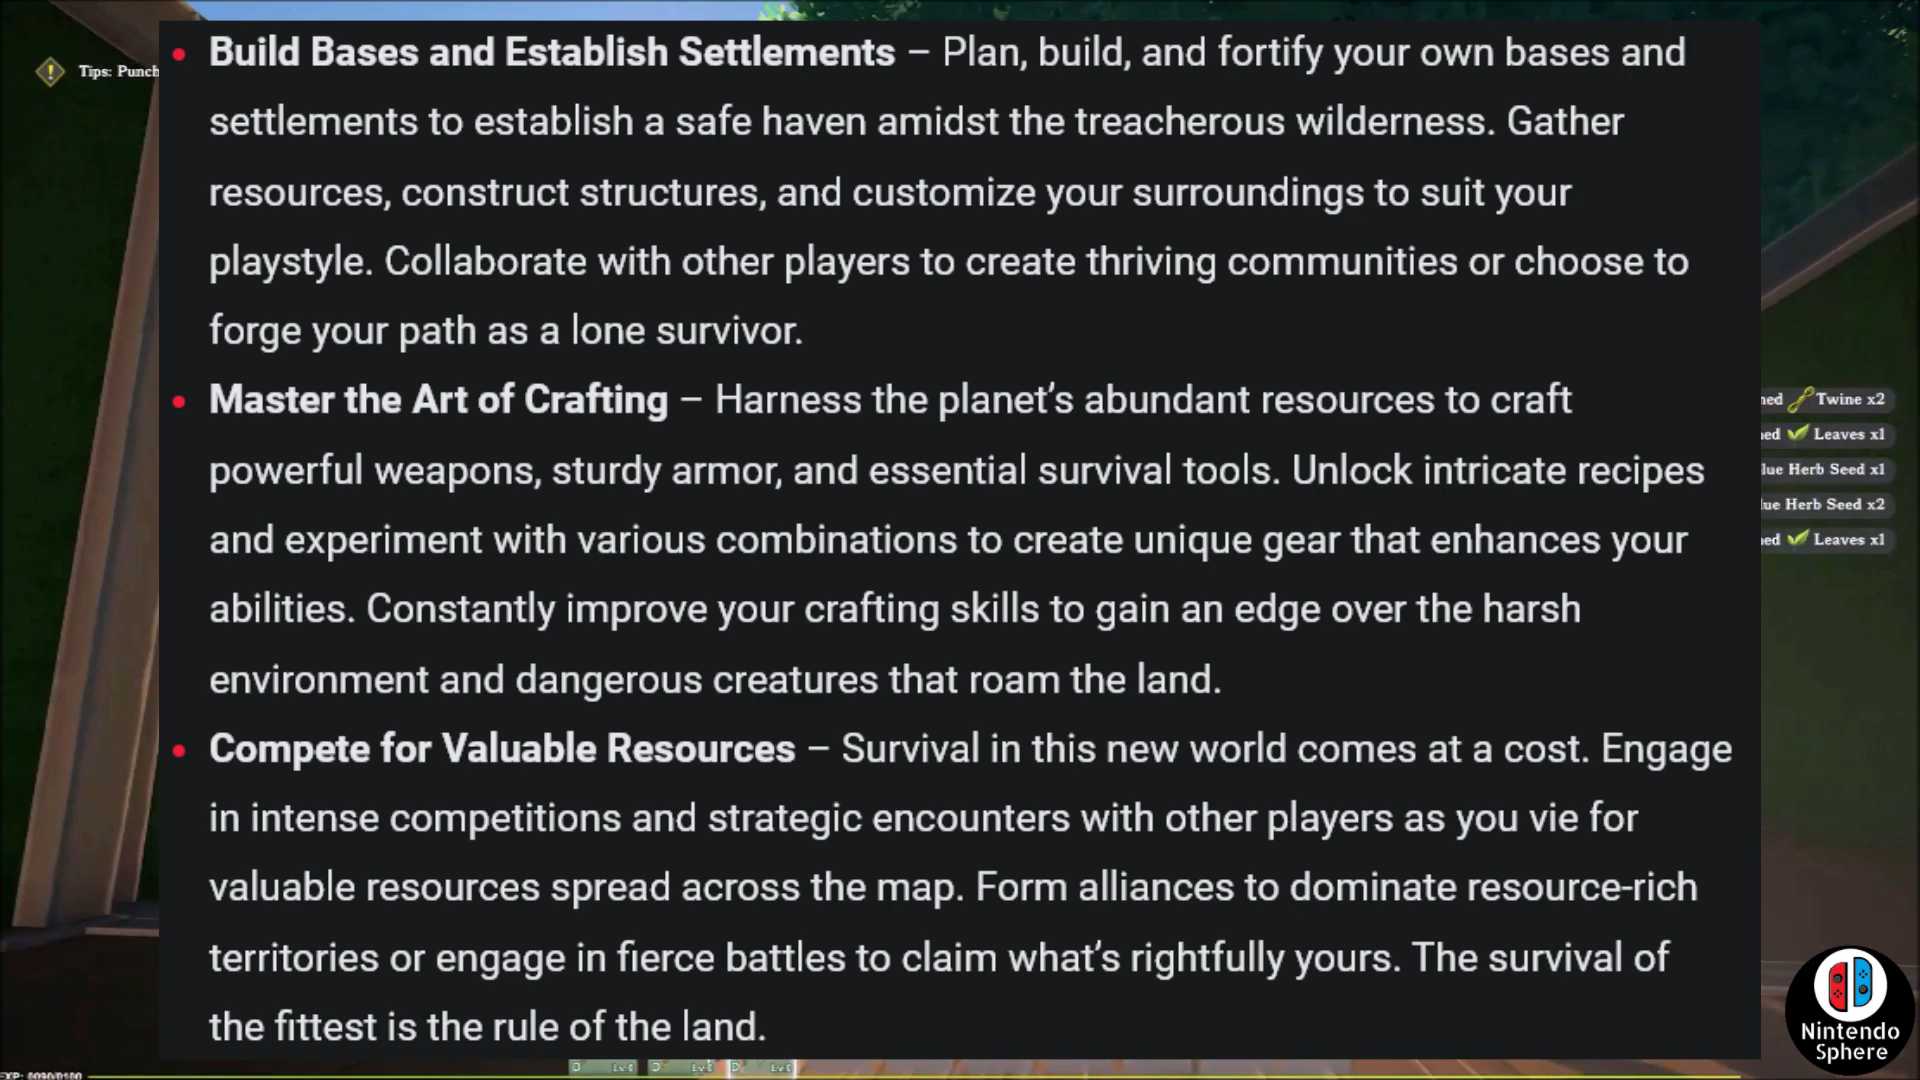 Tips: Punch
• Build Bases and Establish Settlements – Plan, build, and fortify your own bases and
settlements to establish a safe haven amidst the treacherous wilderness. Gather
resources, construct structures, and customize your surroundings to suit your
playstyle. Collaborate with other players to create thriving communities or choose to
forge your path as a lone survivor.
• Master the Art of Crafting – Harness the planet’s abundant resources to craft
powerful weapons, sturdy armor, and essential survival tools. Unlock intricate recipes
and experiment with various combinations to create unique gear that enhances your
abilities. Constantly improve your crafting skills to gain an edge over the harsh
environment and dangerous creatures that roam the land.
• Compete for Valuable Resources – Survival in this new world comes at a cost. Engage
in intense competitions and strategic encounters with other players as you vie for
valuable resources spread across the map. Form alliances to dominate resource-rich
territories or engage in fierce battles to claim what’s rightfully yours. The survival of
the fittest is the rule of the land.
Twine x2
Leaves x1
Herb Seed x1
Herb Seed x2
Leaves x1
Nintendo
Sphere